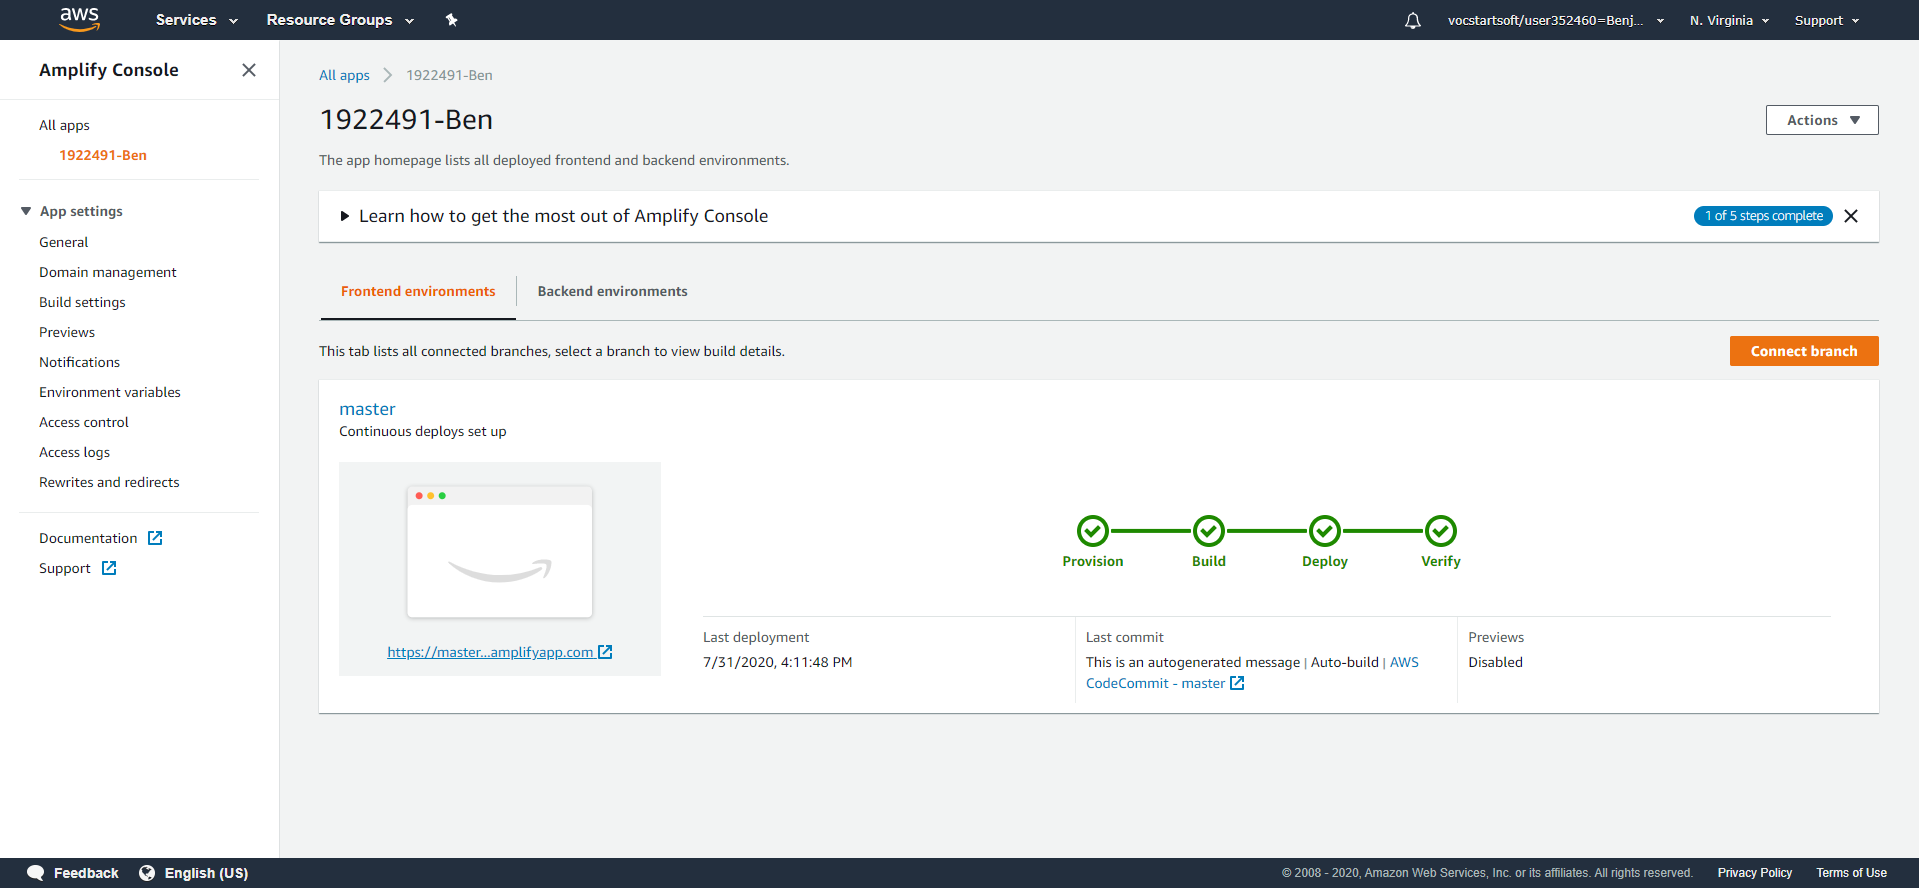 aws
Services
Resource Groups
vocstartsoft/user352460=Benj...
N. Virginia
Support
Amplify Console
All apps
1922491-Ben
App settings
General
Domain management
Build settings
Previews
Notifications
Environment variables
Access control
Access logs
Rewrites and redirects
Documentation
Support
All apps
1922491-Ben
1922491-Ben
Actions
The app homepage lists all deployed frontend and backend environments.
Learn how to get the most out of Amplify Console
1 of 5 steps complete
Frontend environments
Backend environments
This tab lists all connected branches, select a branch to view build details.
Connect branch
master
Continuous deploys set up
https://master...amplifyapp.com
Provision
Build
Deploy
Verify
Last deployment
7/31/2020, 4:11:48 PM
Last commit
This is an autogenerated message | Auto-build | AWS
CodeCommit - master
Previews
Disabled
Feedback
English (US)
© 2008 - 2020, Amazon Web Services, Inc. or its affiliates. All rights reserved.
Privacy Policy
Terms of Use